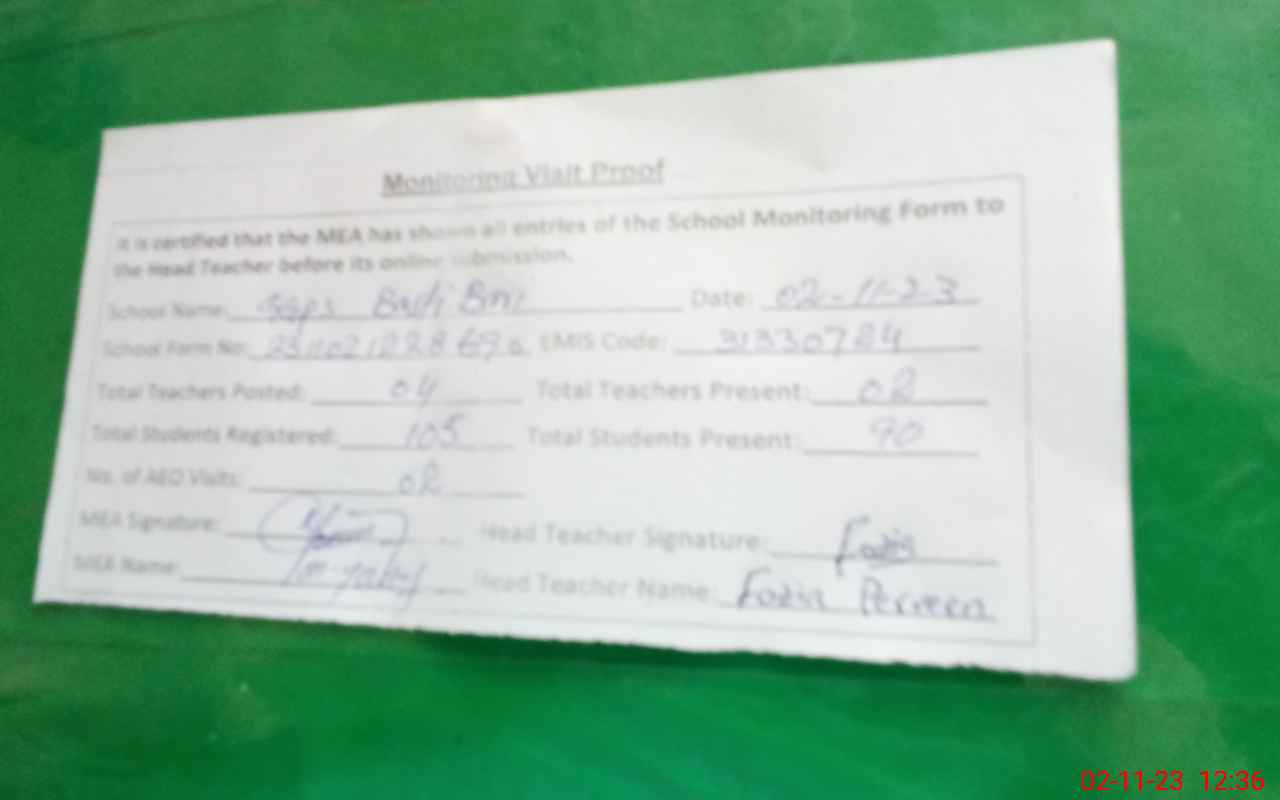 Monitoring Visit Proof
It is certified that the MEA has shown all entries of the School Monitoring Form to
the Head Teacher before its online submission.
School Name: Date: 02-11-23
School Form No: EMIS Code: 31330784
Total Teachers Posted: 04 Total Teachers Present: 02
Total Students Registered: 105 Total Students Present: 90
No. of AEO Visits: 02
MEA Signature: Head Teacher Signature: Fozia
MEA Name: Head Teacher Name: Fozia Perveen
02-11-23 12:36